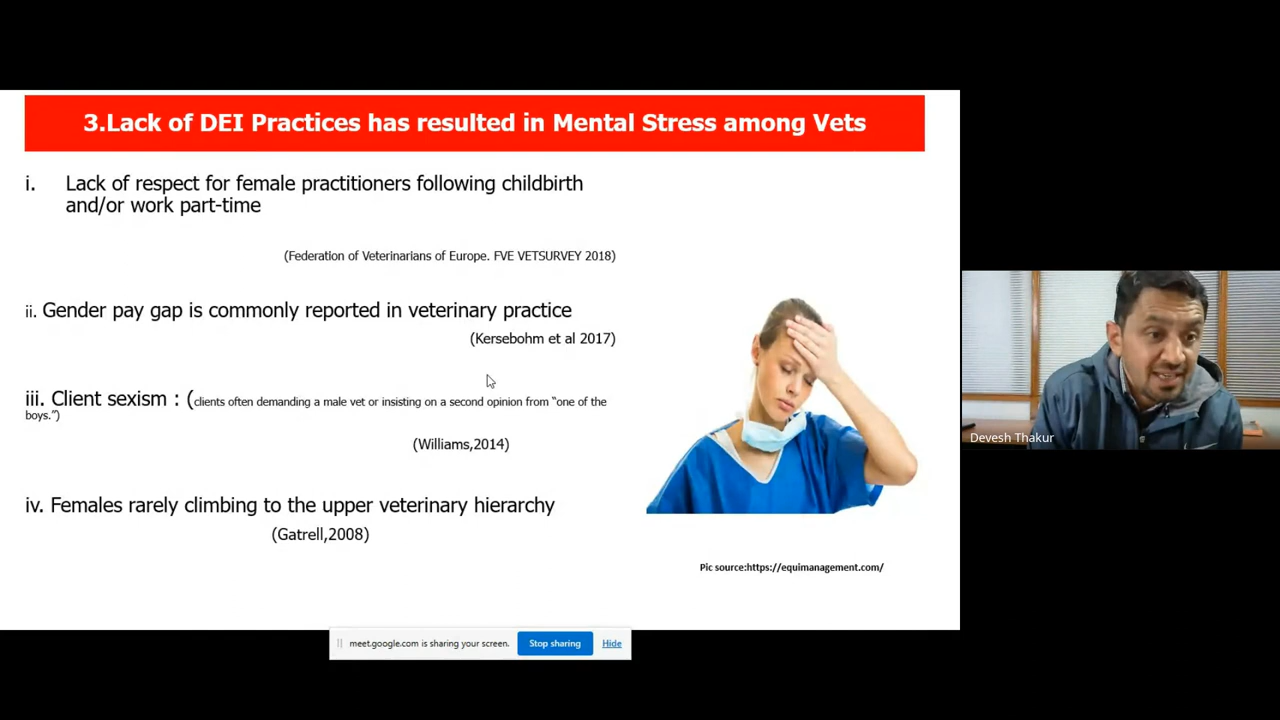 3.Lack of DEI Practices has resulted in Mental Stress among Vets
i. Lack of respect for female practitioners following childbirth
and/or work part-time
(Federation of Veterinarians of Europe. FVE VETSURVEY 2018)
ii. Gender pay gap is commonly reported in veterinary practice
(Kersebohm et al 2017)
iii. Client sexism : (clients often demanding a male vet or insisting on a second opinion from “one of the
boys.”)
(Williams,2014)
iv. Females rarely climbing to the upper veterinary hierarchy
(Gatrell,2008)
Pic source:https://equimanagement.com/
Devesh Thakur
meet.google.com is sharing your screen. Stop sharing Hide